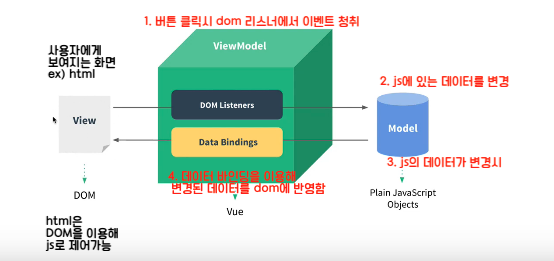 1. 버튼 클릭시 dom 리스너에서 이벤트 청취
사용자에게
보여지는 화면
ex) html
ViewModel
2. js에 있는 데이터를 변경
DOM Listeners
View
Model
Data Bindings
3. js의 데이터가 변경시
4. 데이터 바인딩을 이용해
변경된 데이터를 dom에 반영함
DOM
Vue
Plain JavaScript
Objects
html은
DOM을 이용해
js로 제어가능